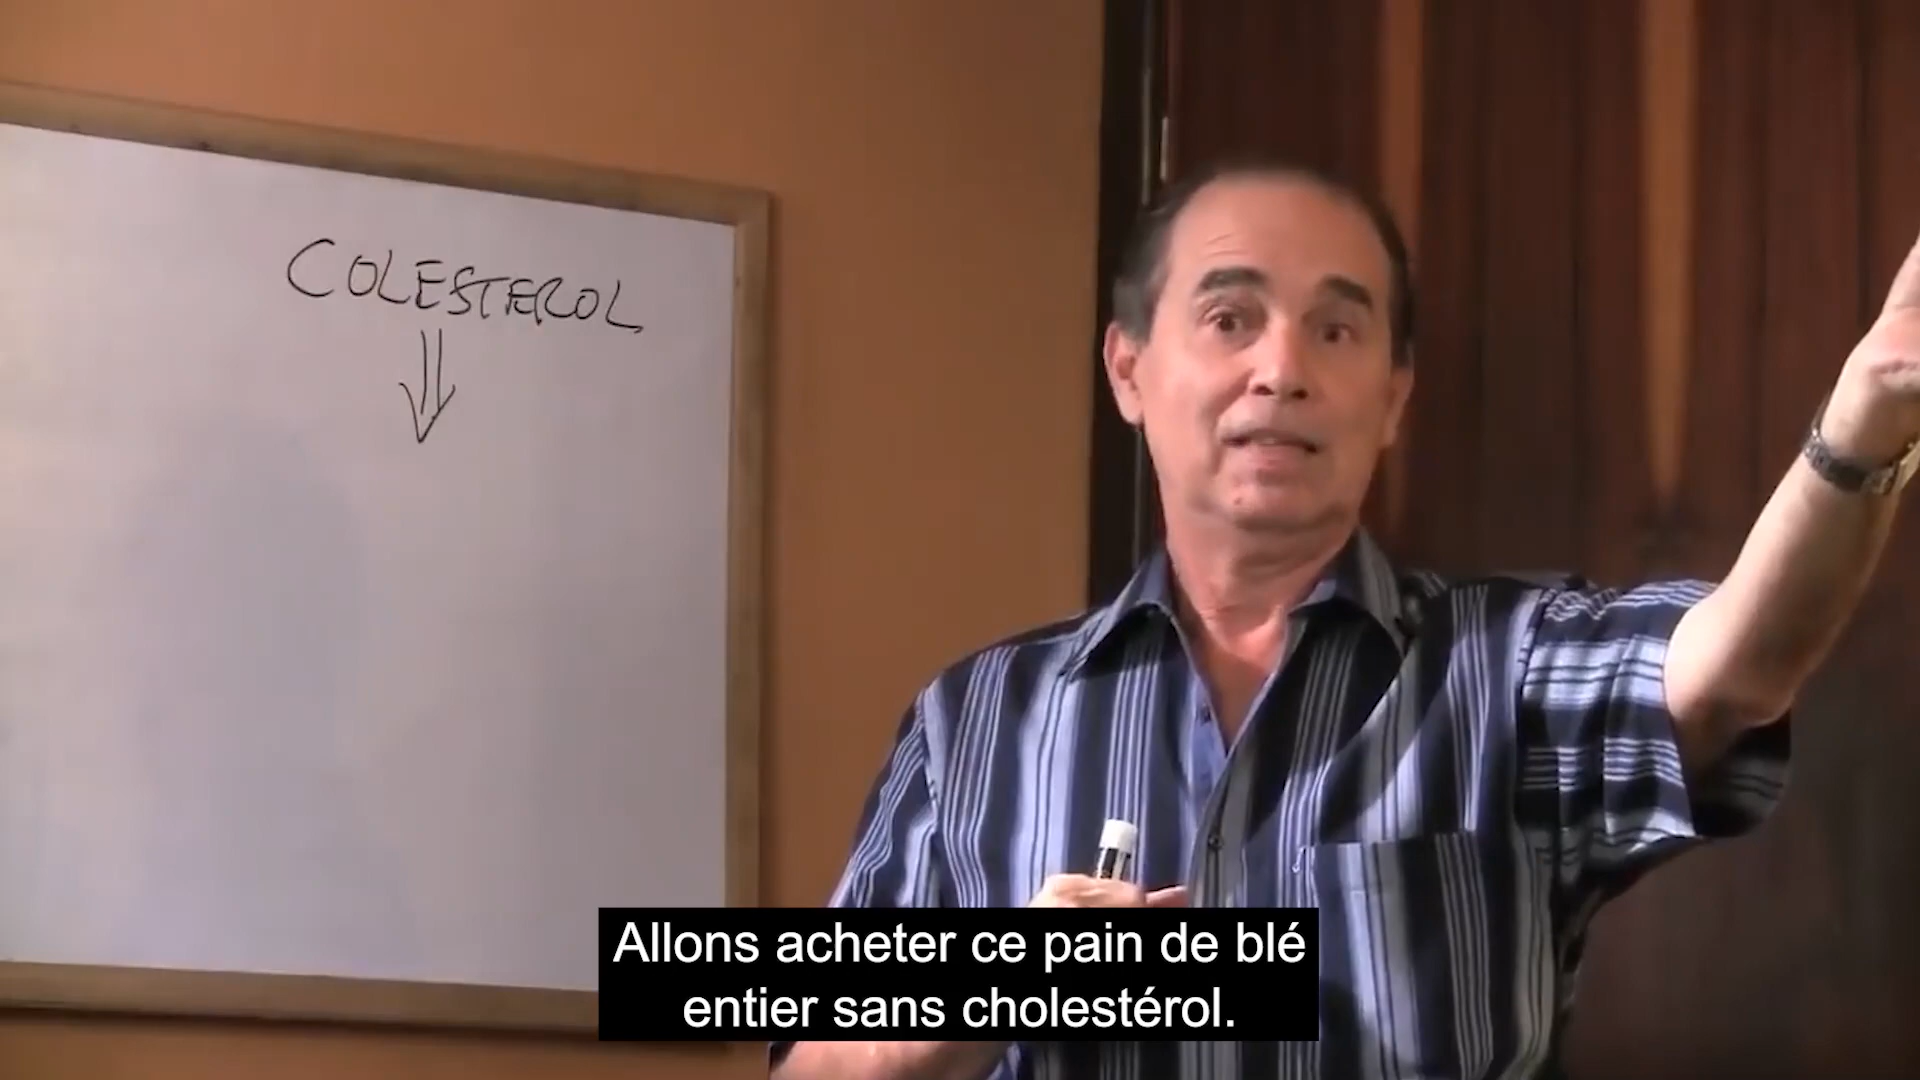 COLESTEROL
Allons acheter ce pain de blé
entier sans cholestérol.